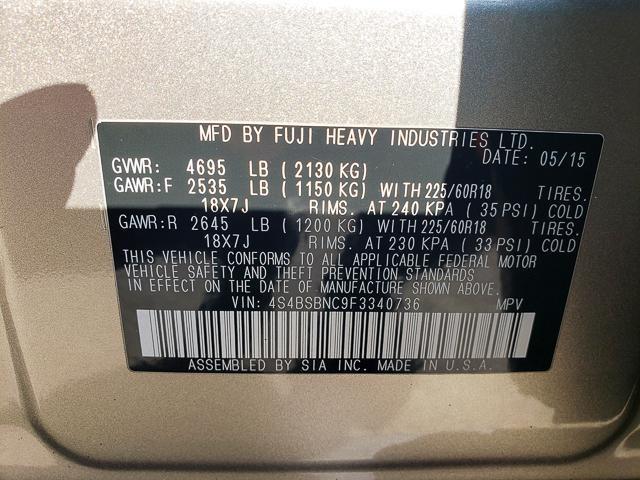 MFD BY FUJI HEAVY INDUSTRIES LTD.
DATE: 05/15
GVWR: 4695 LB ( 2130 KG)
GAWR:F 2535 LB ( 1150 KG) WITH 225/60R18 TIRES.
18X7J RIMS. AT 240 KPA ( 35 PSI) COLD
GAWR:R 2645 LB ( 1200 KG) WITH 225/60R18 TIRES.
18X7J RIMS. AT 230 KPA ( 33 PSI) COLD
THIS VEHICLE CONFORMS TO ALL APPLICABLE FEDERAL MOTOR
VEHICLE SAFETY AND THEFT PREVENTION STANDARDS
IN EFFECT ON THE DATE OF MANUFACTURE SHOWN ABOVE.
VIN: 4S4BSBNC9F3340736 MPV
ASSEMBLED BY SIA INC. MADE IN U.S.A.